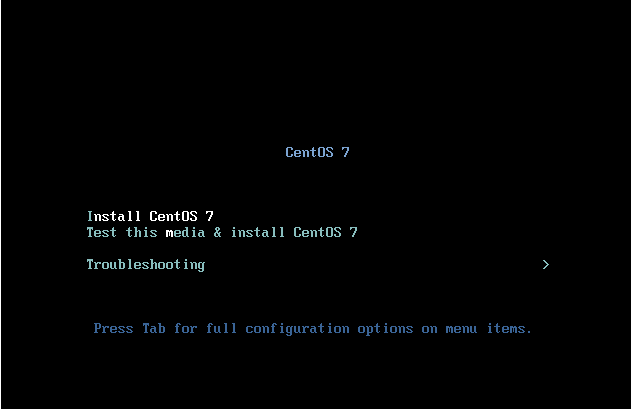 CentOS 7
Install CentOS 7
Test this media & install CentOS 7
Troubleshooting >
Press Tab for full configuration options on menu items.